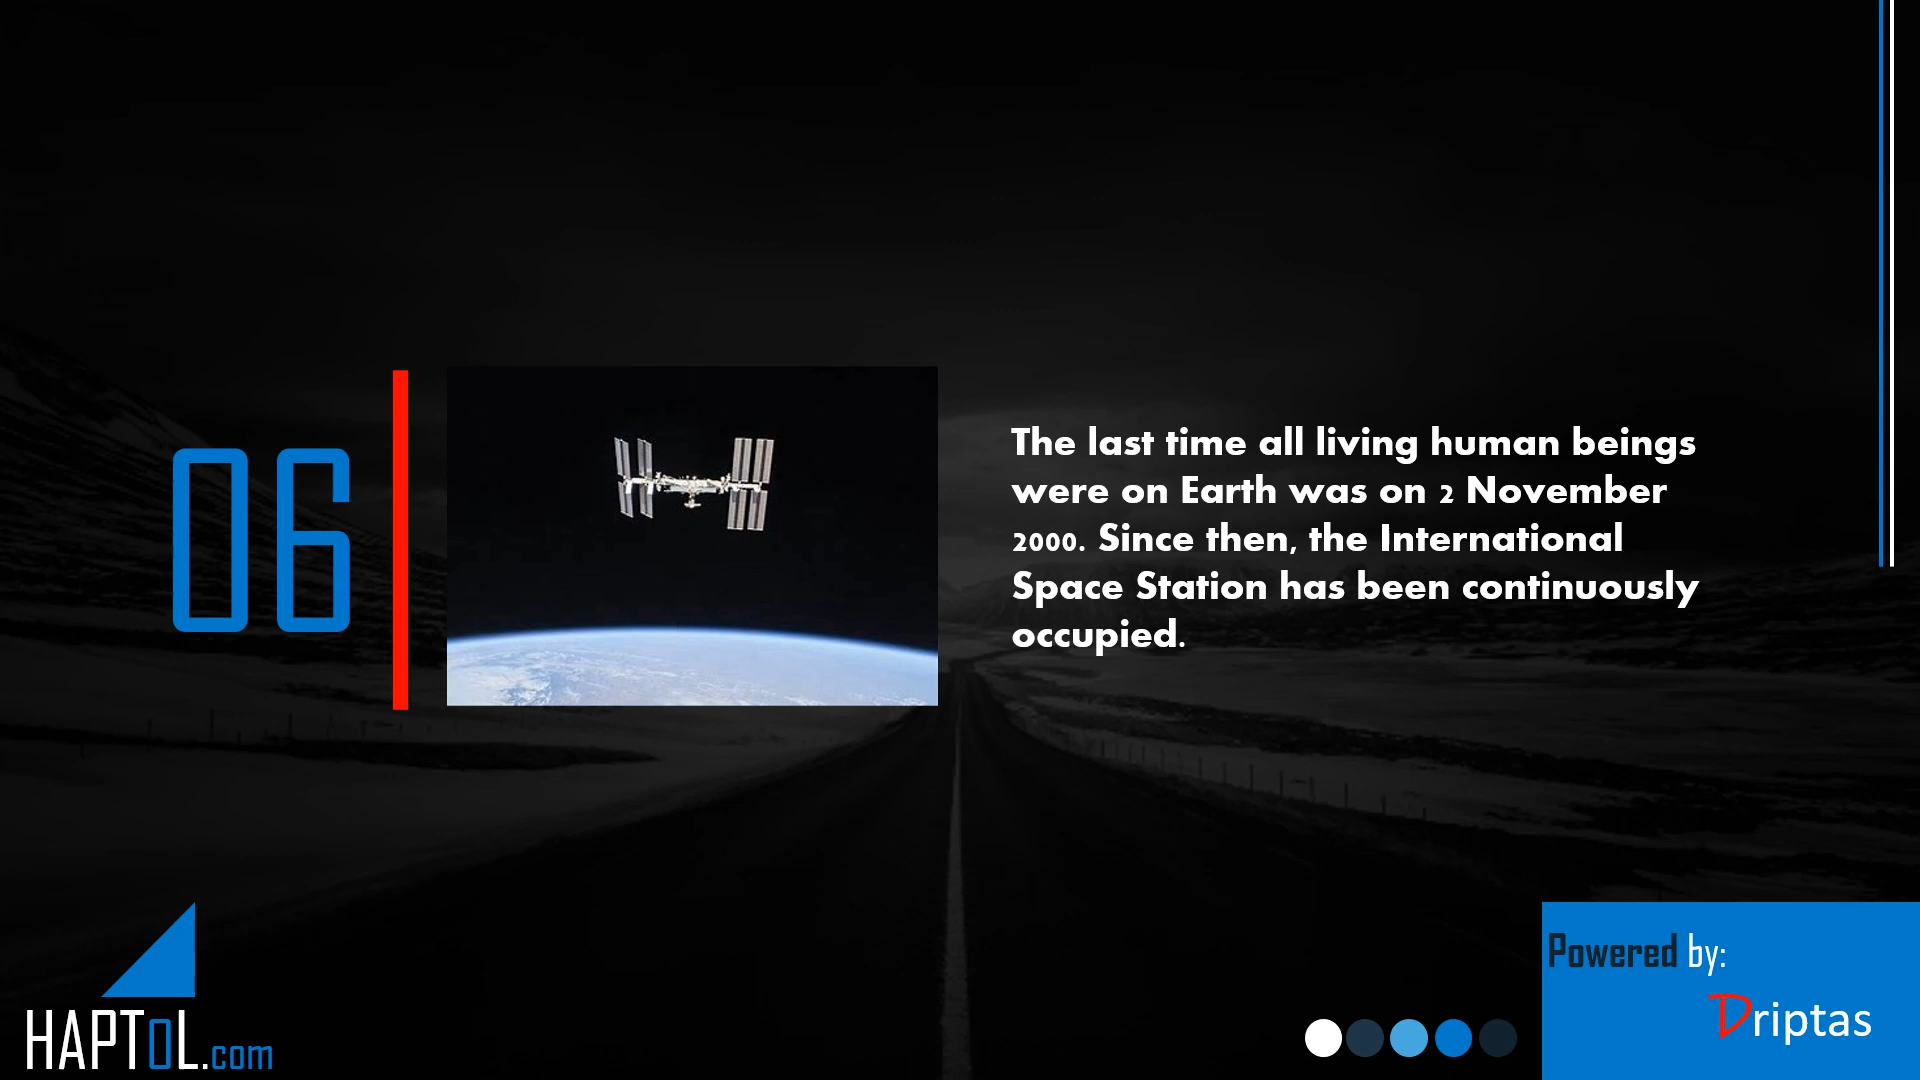 06
The last time all living human beings
were on Earth was on 2 November
2000. Since then, the International
Space Station has been continuously
occupied.
HAPTOL.com
Powered by:
Driptas